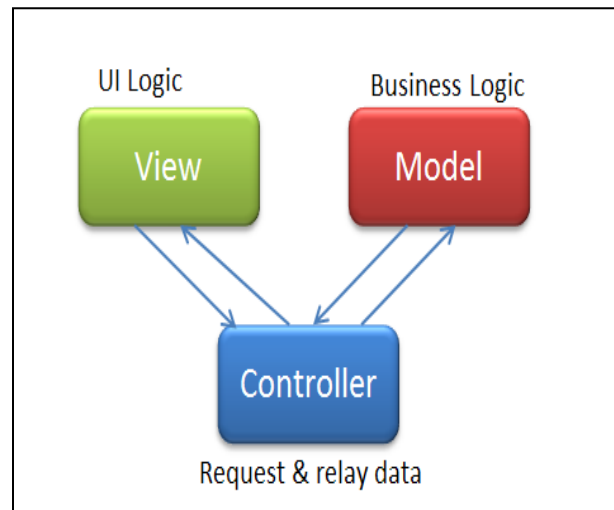 UI Logic
Business Logic
View
Model
Controller
Request & relay data